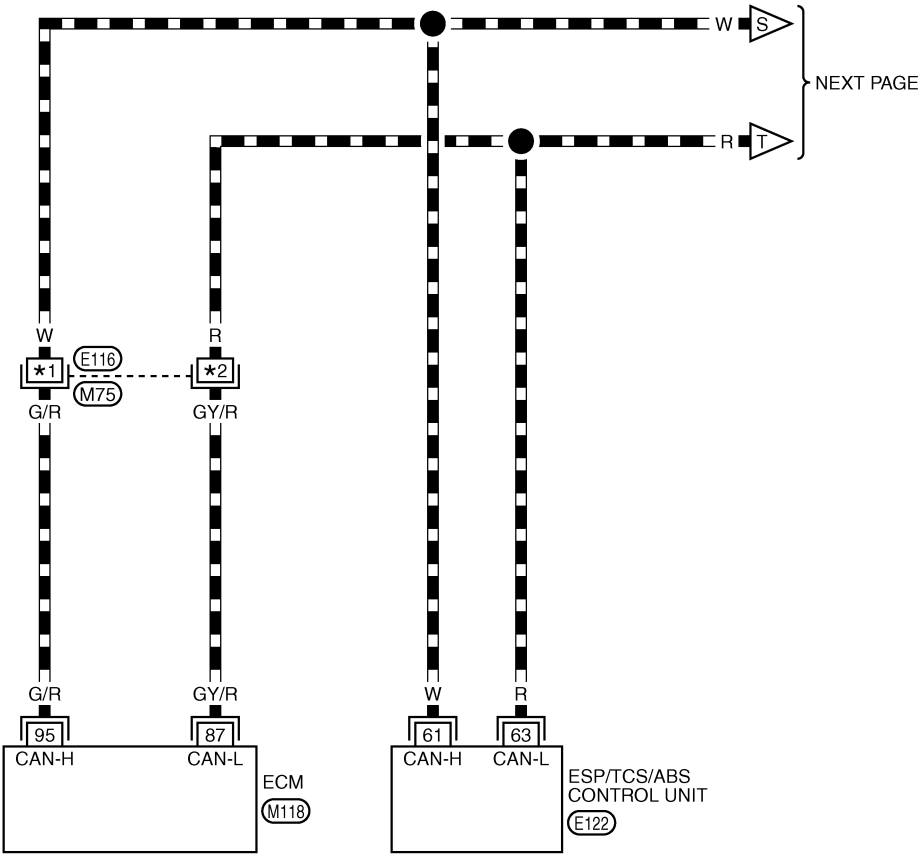 W S
NEXT PAGE
R T
W R
*1 E116 *2
M75
G/R GY/R
G/R GY/R W R
95 87 61 63
CAN-H CAN-L CAN-H CAN-L
ECM
M118
ESP/TCS/ABS
CONTROL UNIT
E122